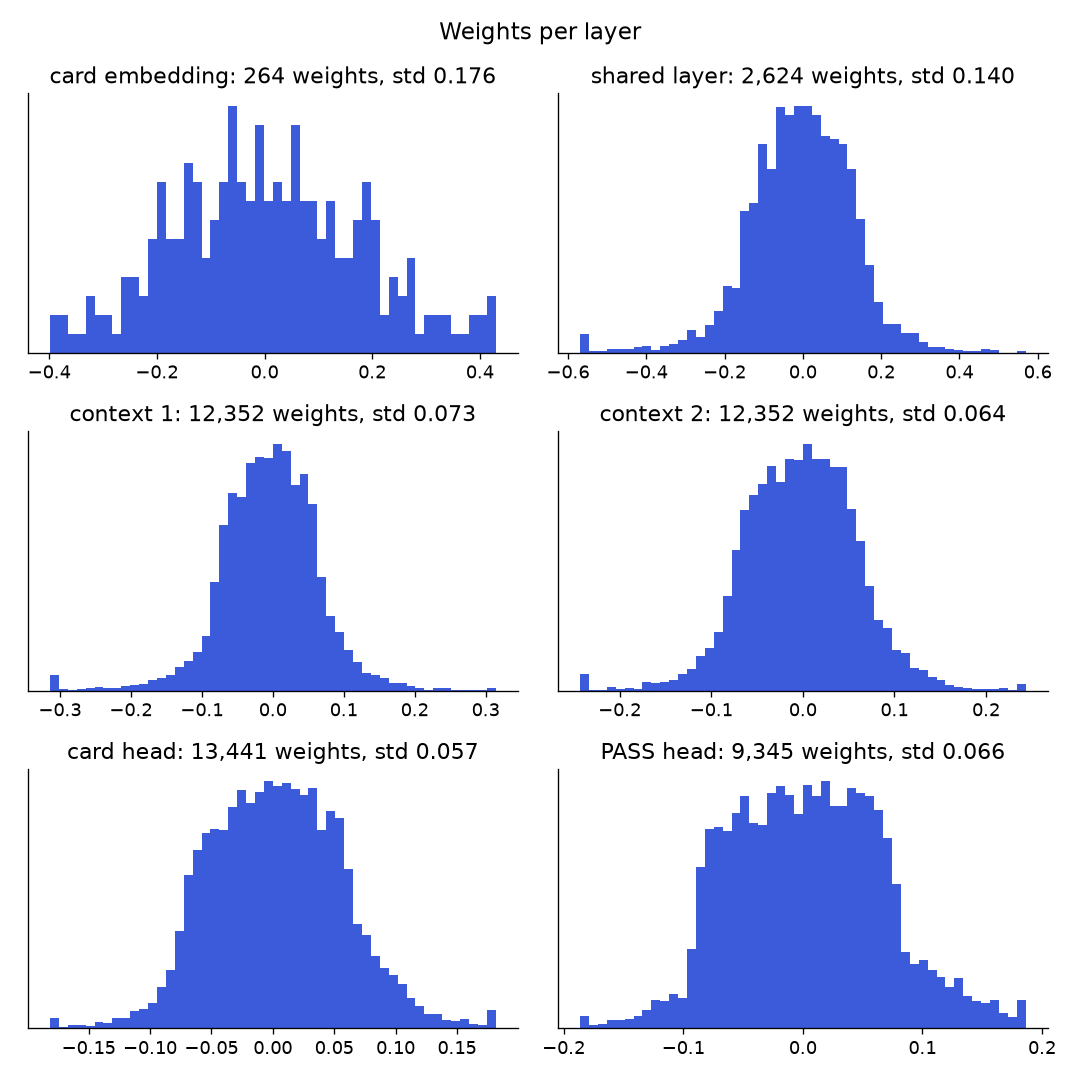 Weights per layer
card embedding: 264 weights, std 0.176
shared layer: 2,624 weights, std 0.140
−0.4 −0.2 0.0 0.2 0.4
−0.6 −0.4 −0.2 0.0 0.2 0.4 0.6
context 1: 12,352 weights, std 0.073
context 2: 12,352 weights, std 0.064
−0.3 −0.2 −0.1 0.0 0.1 0.2 0.3
−0.2 −0.1 0.0 0.1 0.2
card head: 13,441 weights, std 0.057
PASS head: 9,345 weights, std 0.066
−0.15 −0.10 −0.05 0.00 0.05 0.10 0.15
−0.2 −0.1 0.0 0.1 0.2